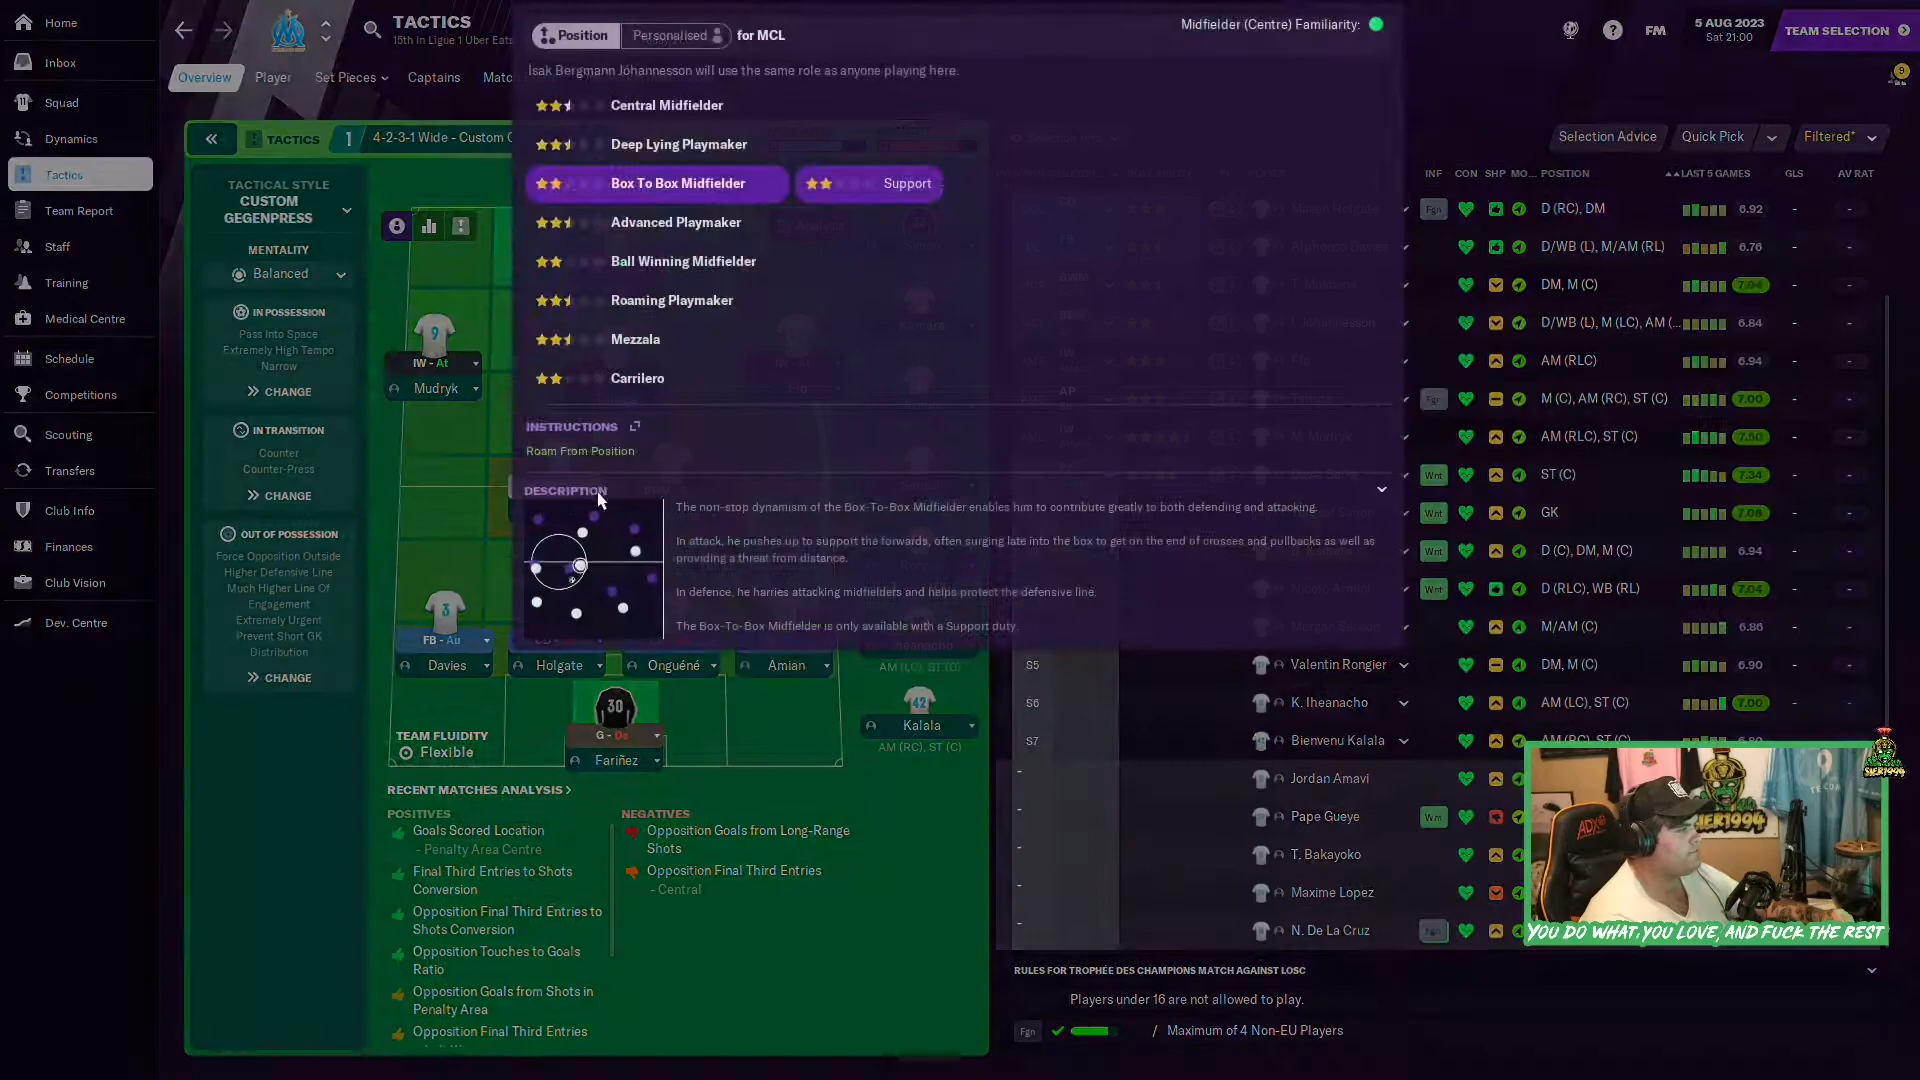 Home
Inbox
Squad
Dynamics
Tactics
Team Report
Staff
Training
Medical Centre
Schedule
Competitions
Scouting
Transfers
Club Info
Finances
Club Vision
Dev. Centre
TACTICS
15th in Ligue 1 Uber Eats
Overview
Player
Set Pieces
Captains
5 AUG 2023
Sat 21:00
FM
TEAM SELECTION
9
TACTICS 1 4-2-3-1 Wide - Custom
TACTICAL STYLE
CUSTOM
GEGENPRESS
MENTALITY
Balanced
IN POSSESSION
Pass Into Space
Extremely High Tempo
Narrow
CHANGE
IN TRANSITION
Counter
Counter-Press
CHANGE
OUT OF POSSESSION
Force Opposition Outside
Higher Defensive Line
Much Higher Line Of
Engagement
Extremely Urgent
Prevent Short GK
Distribution
CHANGE
Position
Personalised
for MCL
Midfielder (Centre) Familiarity:
Isak Bergmann Jóhannesson will use the same role as anyone playing here.
Central Midfielder
Deep Lying Playmaker
Box To Box Midfielder
Support
Advanced Playmaker
Ball Winning Midfielder
Roaming Playmaker
Mezzala
Carrilero
INSTRUCTIONS
Roam From Position
DESCRIPTION
The non-stop dynamism of the Box-To-Box Midfielder enables him to contribute greatly to both defending and attacking.
In attack, he pushes up to support the forwards, often surging late into the box to get on the end of crosses and pullbacks as well as
providing a threat from distance.
In defence, he harries attacking midfielders and helps protect the defensive line.
The Box-To-Box Midfielder is only available with a Support duty.
9
IW - At
Mudryk
3
FB - Au
Davies
Holgate
Onguéné
Amian
30
G - De
Fariñez
42
Kalala
AM (RC), ST (C)
TEAM FLUIDITY
Flexible
RECENT MATCHES ANALYSIS
POSITIVES
Goals Scored Location
- Penalty Area Centre
Final Third Entries to Shots
Conversion
Opposition Final Third Entries to
Shots Conversion
Opposition Touches to Goals
Ratio
Opposition Goals from Shots in
Penalty Area
Opposition Final Third Entries
NEGATIVES
Opposition Goals from Long-Range
Shots
Opposition Final Third Entries
- Central
Selection Advice
Quick Pick
Filtered*
INF CON SHP MO... POSITION LAST 5 GAMES GLS AV RAT
Fgn D (RC), DM 6.92 - -
D/WB (L), M/AM (RL) 6.76 - -
DM, M (C) 7.04 - -
D/WB (L), M (LC), AM (... 6.84 - -
AM (RLC) 6.94 - -
Fgn M (C), AM (RC), ST (C) 7.00 - -
AM (RLC), ST (C) 7.50 - -
Wnt ST (C) 7.34 - -
Wnt GK 7.08 - -
Wnt D (C), DM, M (C) 6.94 - -
Wnt D (RLC), WB (RL) 7.04 - -
M/AM (C) 6.86 - -
S5 Valentin Rongier DM, M (C) 6.90 - -
S6 K. Iheanacho AM (LC), ST (C) 7.00 - -
S7 Bienvenu Kalala AM (RC), ST (C) 6.80 - -
- Jordan Amavi
- Pape Gueye
- T. Bakayoko
- Maxime Lopez
- N. De La Cruz
RULES FOR TROPHÉE DES CHAMPIONS MATCH AGAINST LOSC
Players under 16 are not allowed to play.
Fgn / Maximum of 4 Non-EU Players
SIER1994
ADX
YOU DO WHAT YOU LOVE, AND FUCK THE REST